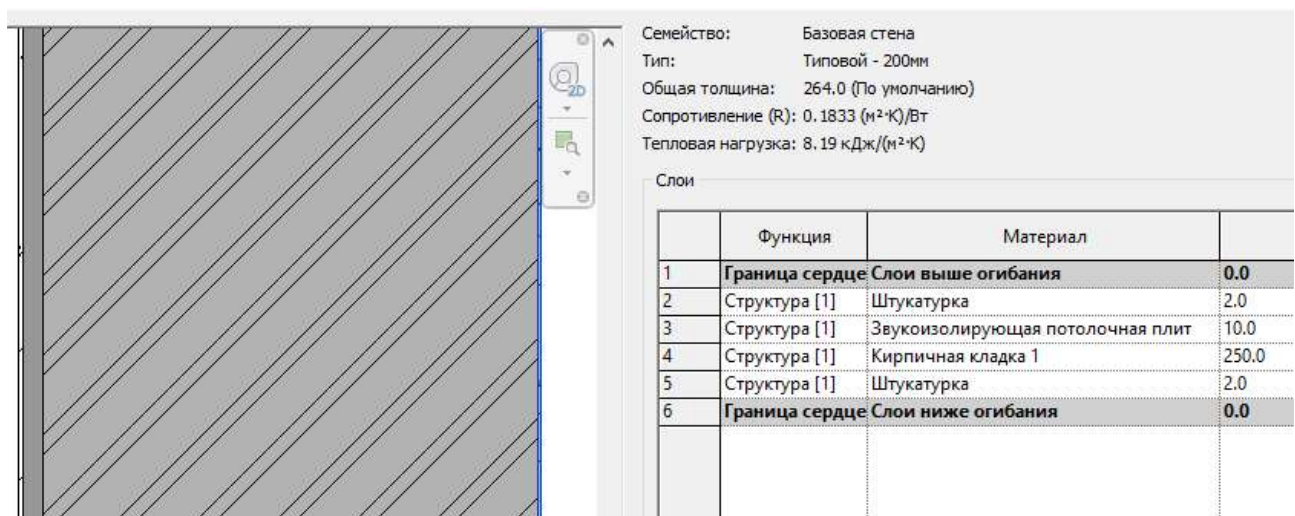 Семейство: Базовая стена
Тип: Типовой - 200мм
Общая толщина: 264.0 (По умолчанию)
Сопротивление (R): 0.1833 (м²·К)/Вт
Тепловая нагрузка: 8.19 кДж/(м²·К)
2D
Слои
Функция Материал
1 Граница сердце Слои выше огибания 0.0
2 Структура [1] Штукатурка 2.0
3 Структура [1] Звукоизолирующая потолочная плит 10.0
4 Структура [1] Кирпичная кладка 1 250.0
5 Структура [1] Штукатурка 2.0
6 Граница сердце Слои ниже огибания 0.0